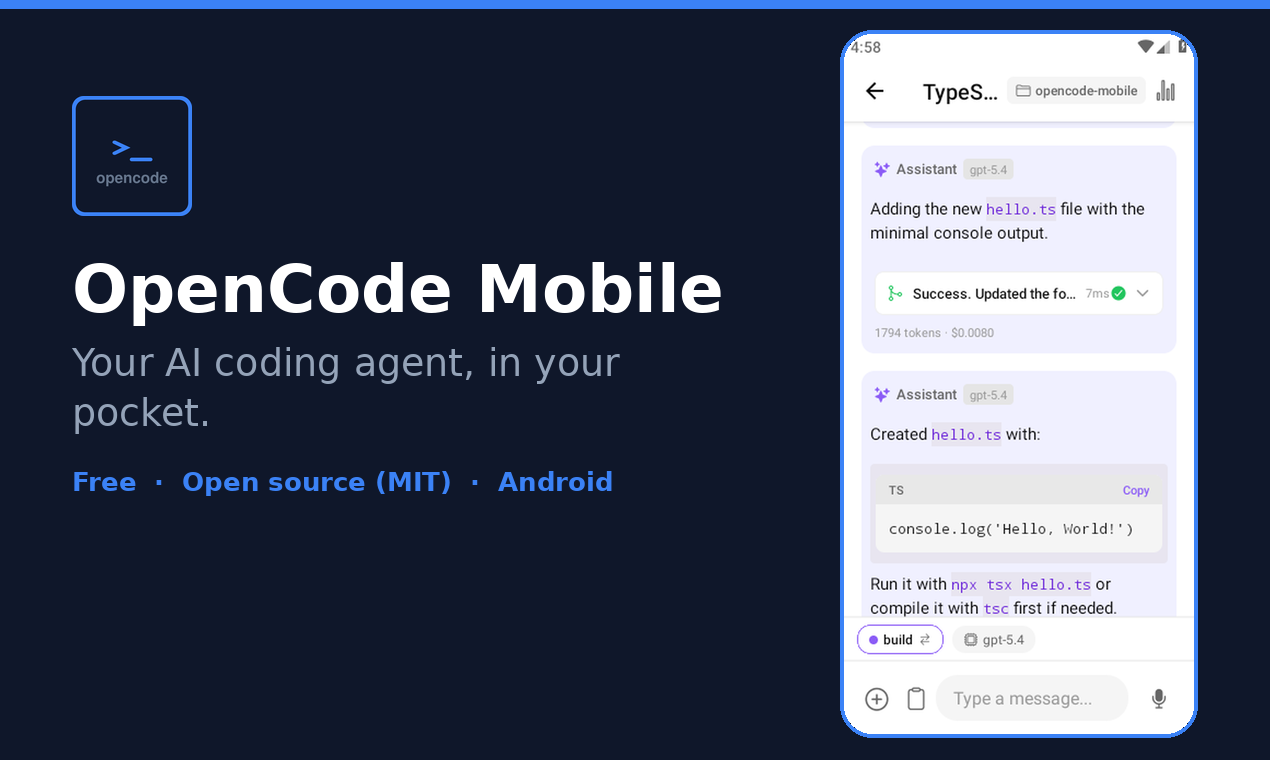 >_
opencode
OpenCode Mobile
Your AI coding agent, in your
pocket.
Free · Open source (MIT) · Android
4:58
TypeS...
opencode-mobile
Assistant
gpt-5.4
Adding the new hello.ts file with the
minimal console output.
Success. Updated the fo...
7ms
1794 tokens · $0.0080
Assistant
gpt-5.4
Created hello.ts with:
TS
Copy
console.log('Hello, World!')
Run it with npx tsx hello.ts or
compile it with tsc first if needed.
build
gpt-5.4
Type a message...